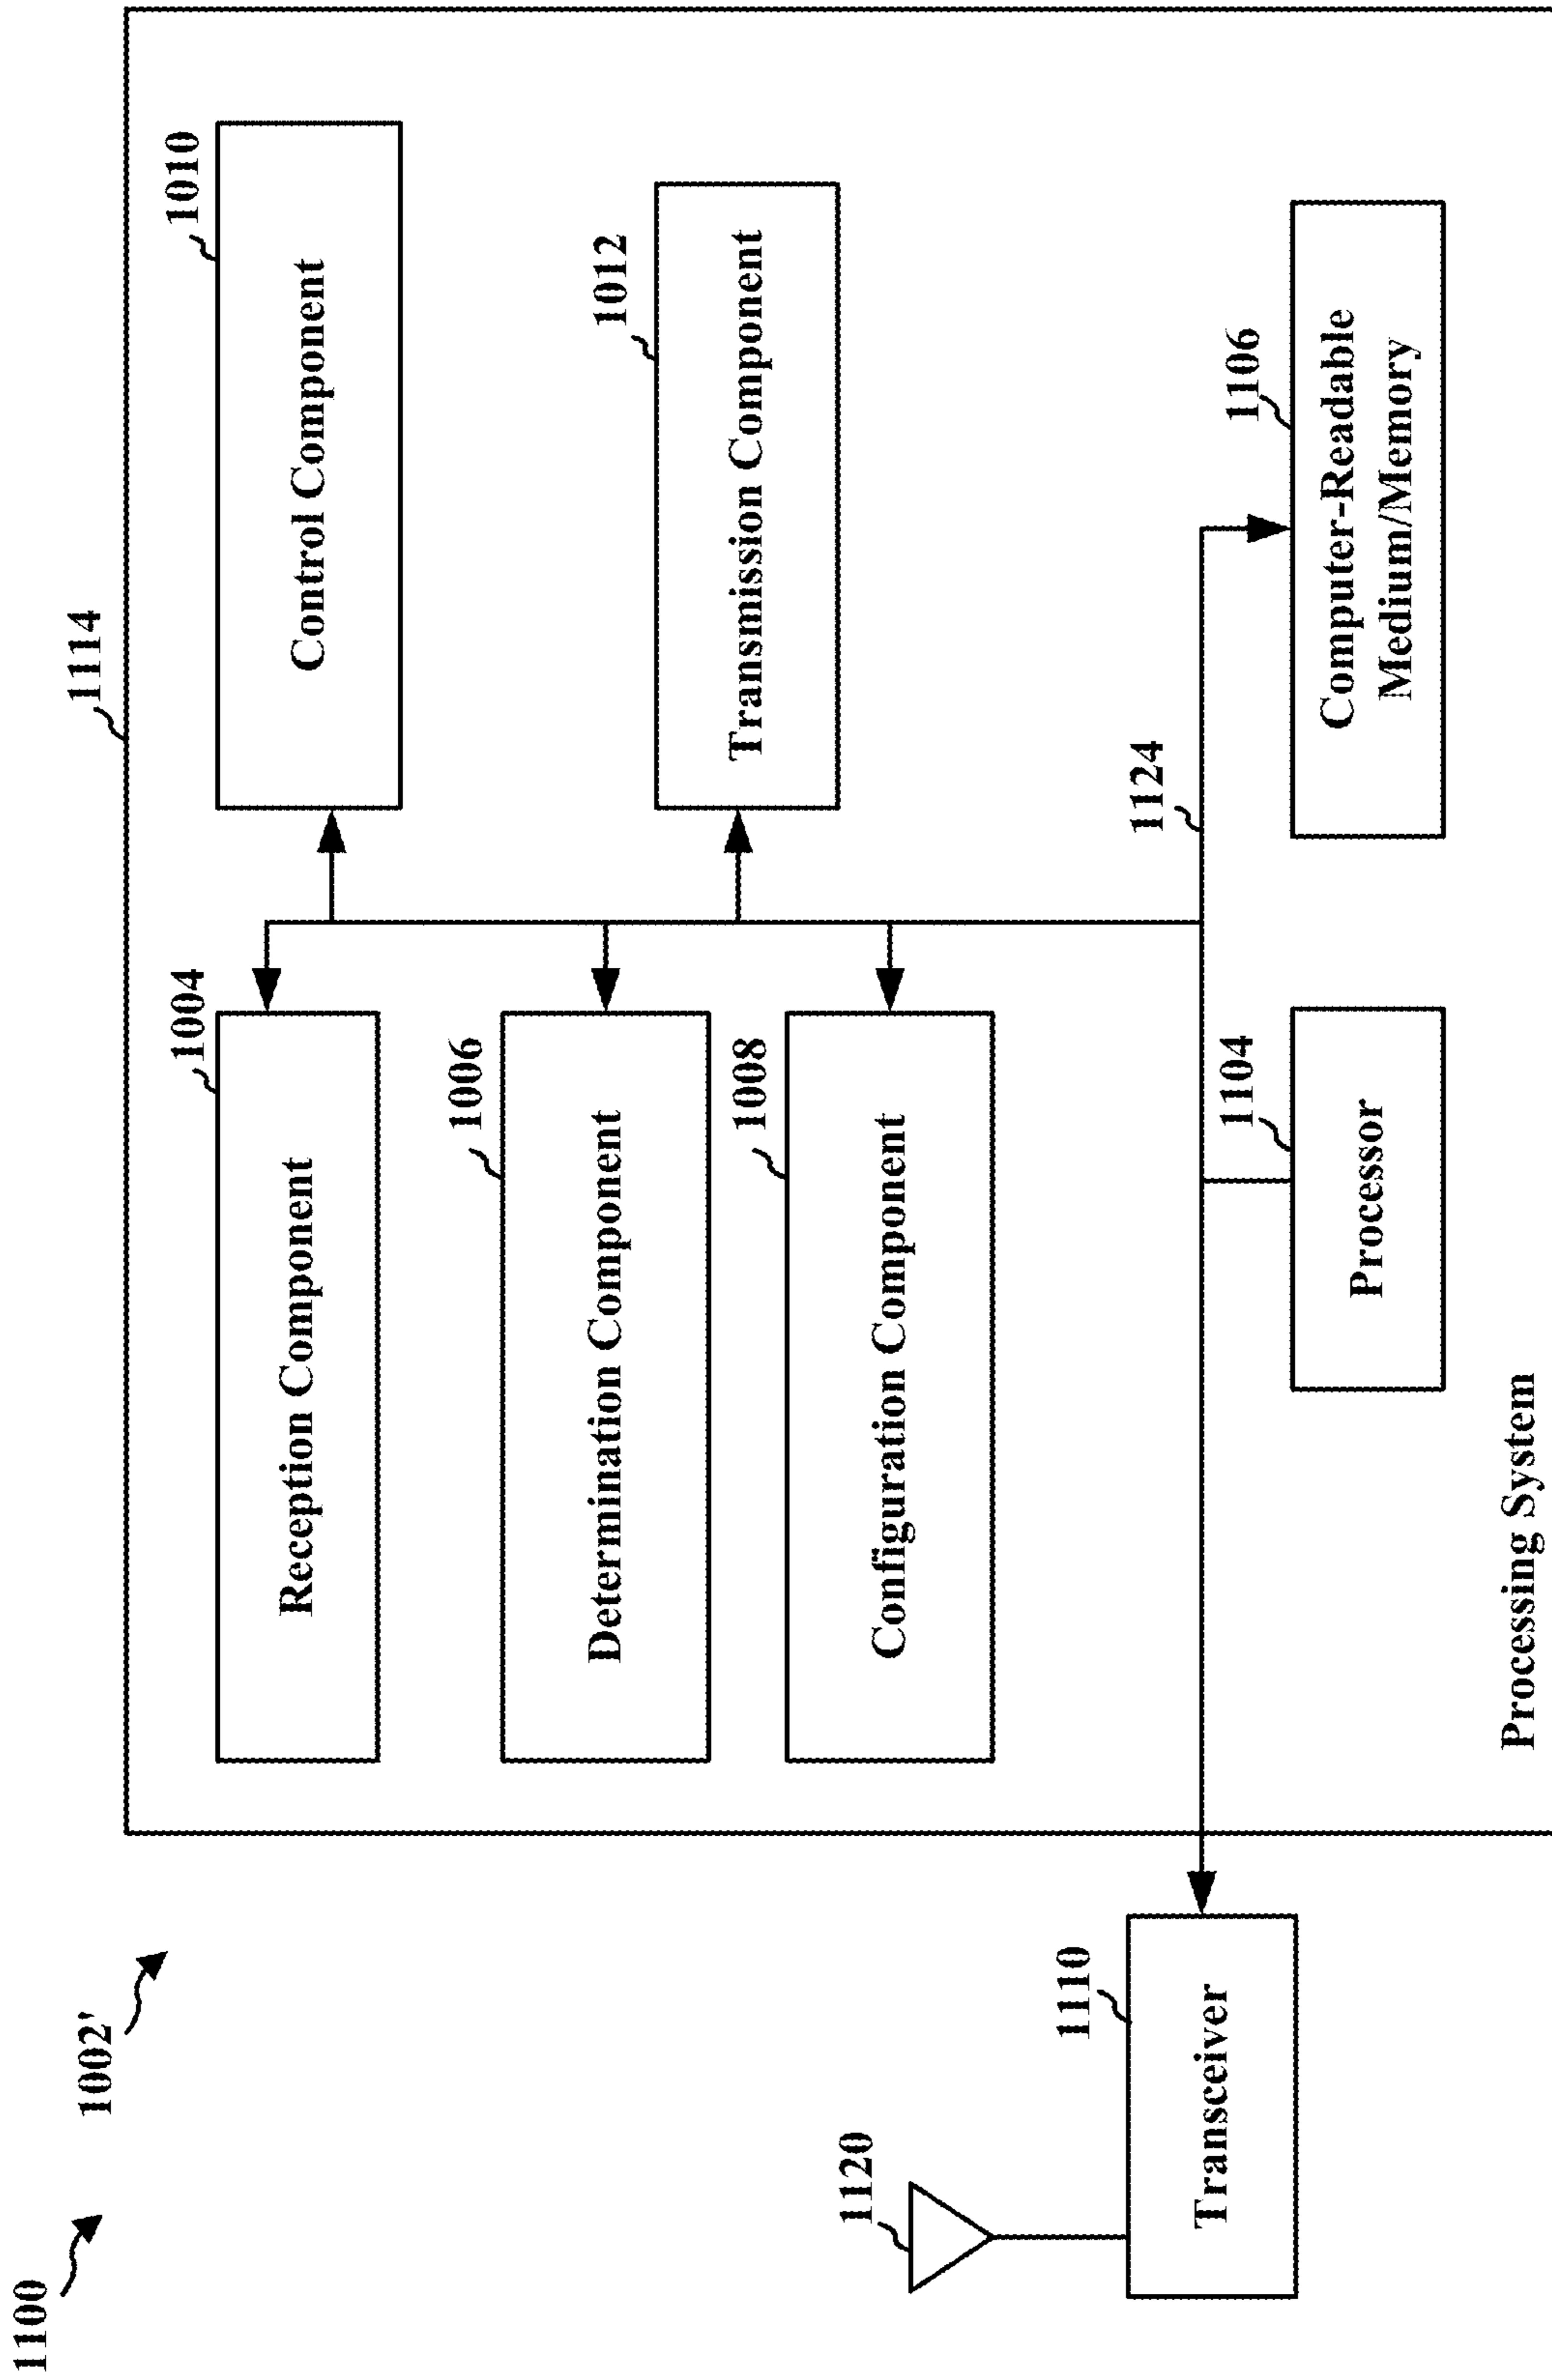 1100
1002'
1114
1004
Reception Component
1010
Control Component
1006
Determination Component
1012
Transmission Component
1008
Configuration Component
1120
1110
Transceiver
1124
1104
Processor
1106
Computer-Readable
Medium/Memory
Processing System